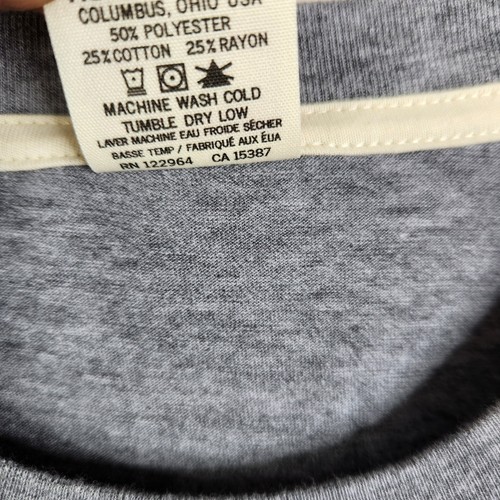 COLUMBUS, OHIO USA
50% POLYESTER
25% COTTON 25% RAYON
MACHINE WASH COLD
TUMBLE DRY LOW
LAVER MACHINE EAU FROIDE SÉCHER
BASSE TEMP / FABRIQUÉ AUX ÉUA
RN 122964 CA 15387